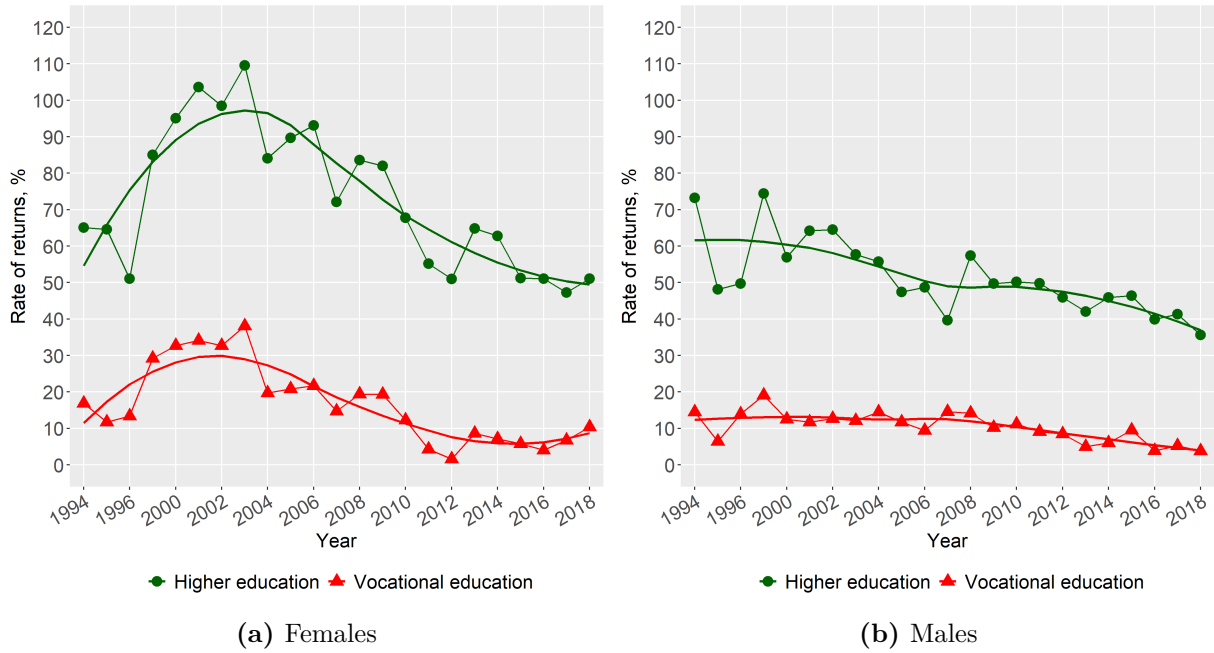 120
110
100
90
80
70
60
50
40
30
20
10
0
Rate of returns, %
1994 1996 2000 2002 2004 2006 2008 2010 2012 2014 2016 2018
Year
Higher education Vocational education
(a) Females
120
110
100
90
80
70
60
50
40
30
20
10
0
Rate of returns, %
1994 1996 2000 2002 2004 2006 2008 2010 2012 2014 2016 2018
Year
Higher education Vocational education
(b) Males